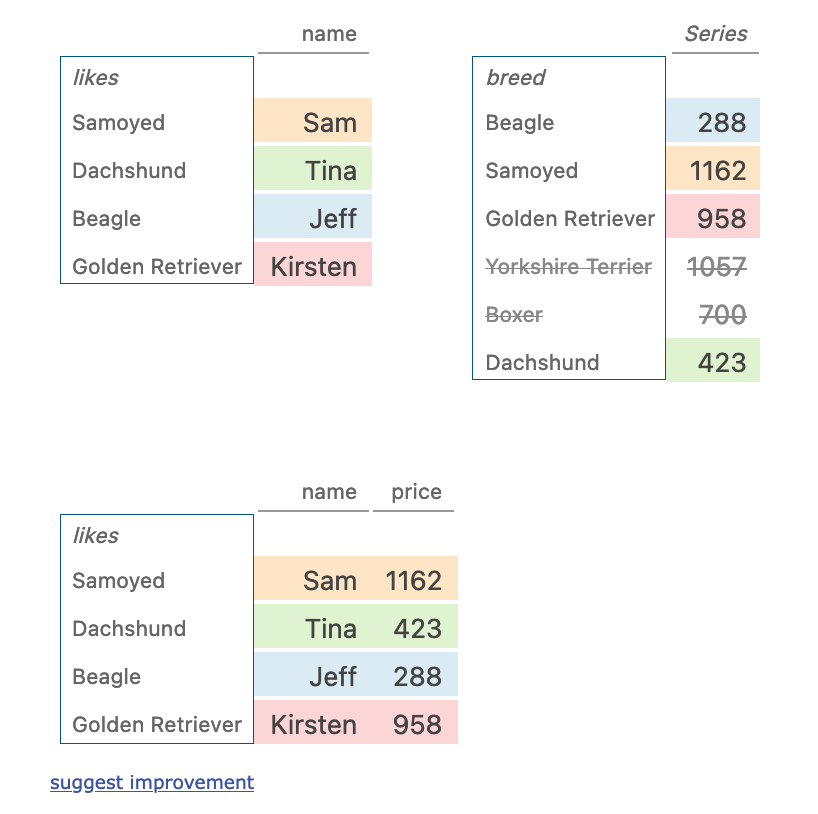 name
likes
Samoyed Sam
Dachshund Tina
Beagle Jeff
Golden Retriever Kirsten
Series
breed
Beagle 288
Samoyed 1162
Golden Retriever 958
Yorkshire Terrier 1057
Boxer 700
Dachshund 423
name price
likes
Samoyed Sam 1162
Dachshund Tina 423
Beagle Jeff 288
Golden Retriever Kirsten 958
suggest improvement